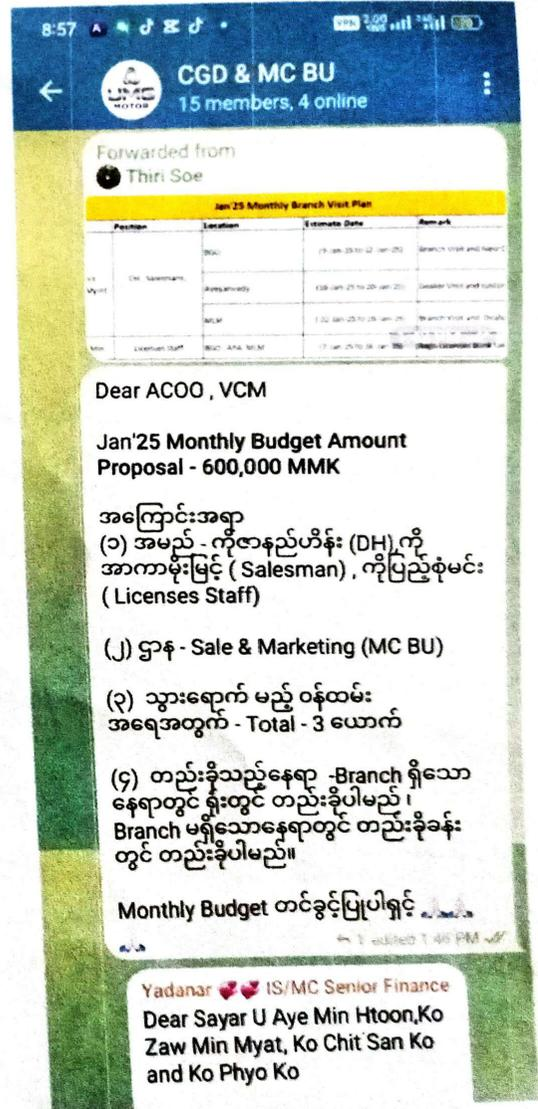 8:57
VPN
CGD & MC BU
UMG
MOTOR
15 members, 4 online
Forwarded from
Thiri Soe
Jan'25 Monthly Branch Visit Plan
Position Location Estimate Date Remark
BGO
Ayeyarwady
MLM
Licenses Staff
Dear ACOO , VCM
Jan'25 Monthly Budget Amount
Proposal - 600,000 MMK
အကြောင်းအရာ
(၁) အမည် - ကိုဇာနည်ဟိန်း (DH),ကို
အာကာမိုးမြင့် ( Salesman) , ကိုပြည့်စုံမင်း
( Licenses Staff)
(၂) ဌာန - Sale & Marketing (MC BU)
(၃) သွားရောက် မည့် ဝန်ထမ်း
အရေအတွက် - Total - 3 ယောက်
(၄) တည်းခိုသည့်နေရာ -Branch ရှိသော
နေရာတွင် ရုံးတွင် တည်းခိုပါမည် ၊
Branch မရှိသောနေရာတွင် တည်းခိုခန်း
တွင် တည်းခိုပါမည်။
Monthly Budget တင်ခွင့်ပြုပါရှင့်
1 edited 1:46 PM
Yadanar 💞💞 IS/MC Senior Finance
Dear Sayar U Aye Min Htoon,Ko
Zaw Min Myat, Ko Chit San Ko
and Ko Phyo Ko